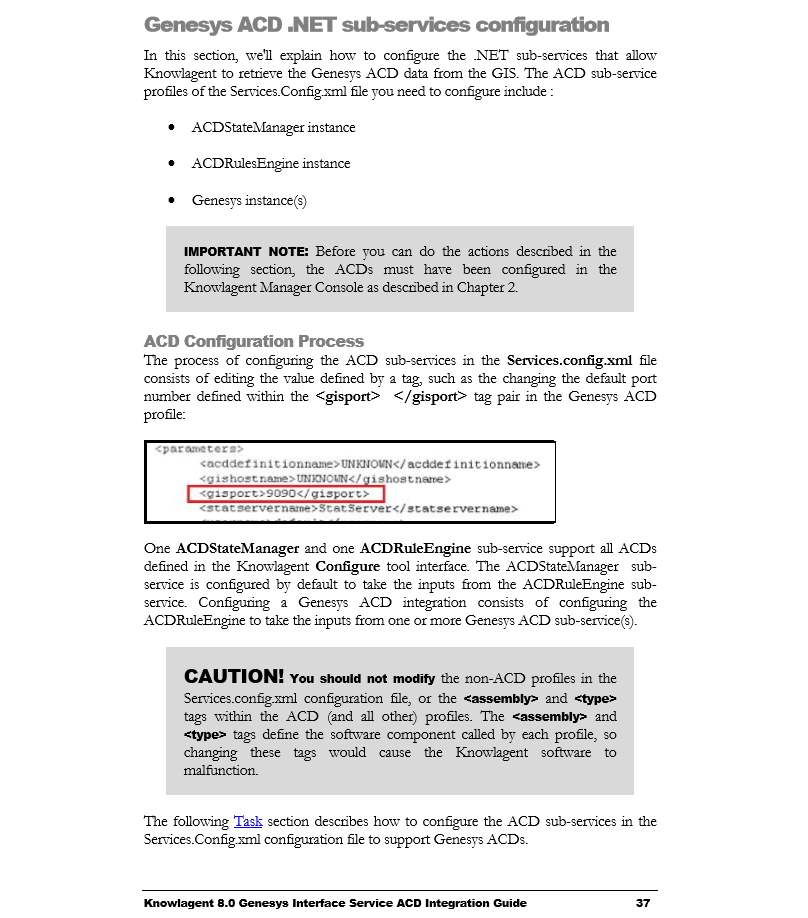 Genesys ACD .NET sub-services configuration
In this section, we'll explain how to configure the .NET sub-services that allow
Knowlagent to retrieve the Genesys ACD data from the GIS. The ACD sub-service
profiles of the Services.Config.xml file you need to configure include :
• ACDStateManager instance
• ACDRulesEngine instance
• Genesys instance(s)
IMPORTANT NOTE: Before you can do the actions described in the
following section, the ACDs must have been configured in the
Knowlagent Manager Console as described in Chapter 2.
ACD Configuration Process
The process of configuring the ACD sub-services in the Services.config.xml file
consists of editing the value defined by a tag, such as the changing the default port
number defined within the <gisport> </gisport> tag pair in the Genesys ACD
profile:
<parameters>
<acddefinitionname>UNKNOWN</acddefinitionname>
<gishostname>UNKNOWN</gishostname>
<gisport>9090</gisport>
<statservername>StatServer</statservername>
One ACDStateManager and one ACDRuleEngine sub-service support all ACDs
defined in the Knowlagent Configure tool interface. The ACDStateManager sub-
service is configured by default to take the inputs from the ACDRuleEngine sub-
service. Configuring a Genesys ACD integration consists of configuring the
ACDRuleEngine to take the inputs from one or more Genesys ACD sub-service(s).
CAUTION! You should not modify the non-ACD profiles in the
Services.config.xml configuration file, or the <assembly> and <type>
tags within the ACD (and all other) profiles. The <assembly> and
<type> tags define the software component called by each profile, so
changing these tags would cause the Knowlagent software to
malfunction.
The following Task section describes how to configure the ACD sub-services in the
Services.Config.xml configuration file to support Genesys ACDs.
Knowlagent 8.0 Genesys Interface Service ACD Integration Guide 37